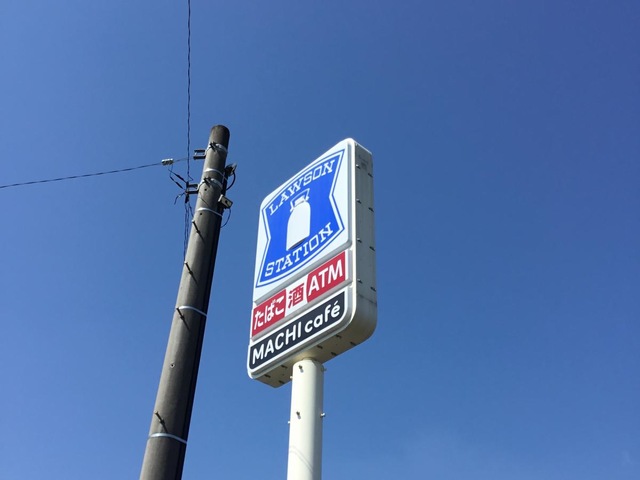 LAWSON
STATION
たばこ 酒 ATM
MACHI café